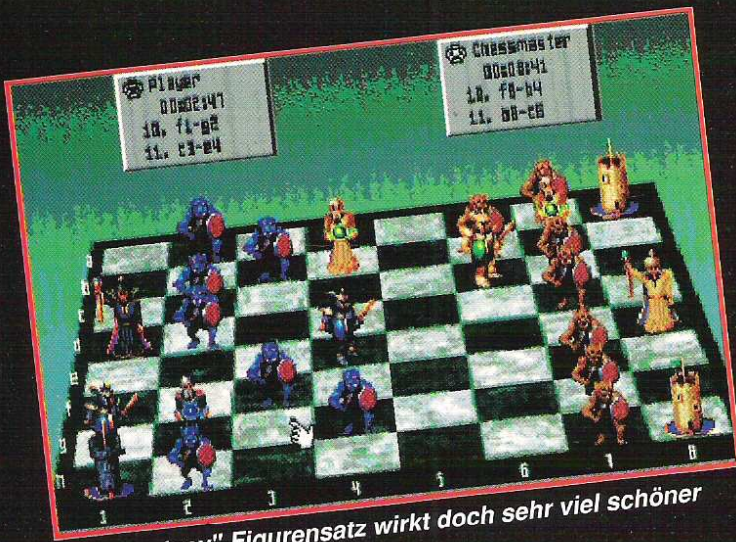 Player
00:02:47
10. f1-g2
11. c3-e4
Chessmaster
00:08:41
10. f8-b4
11. b8-c6
1 2 3 4 5 6 7 8
Figurensatz wirkt doch sehr viel schöner